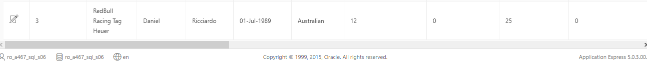 3 RedBull Racing Tag Heuer Daniel Ricciardo 01-Jul-1989 Australian 12 0 25 0
ro_a467_sql_s06 ro_a467_sql_s06 en Copyright © 1999, 2015, Oracle. All rights reserved. Application Express 5.0.3.00.